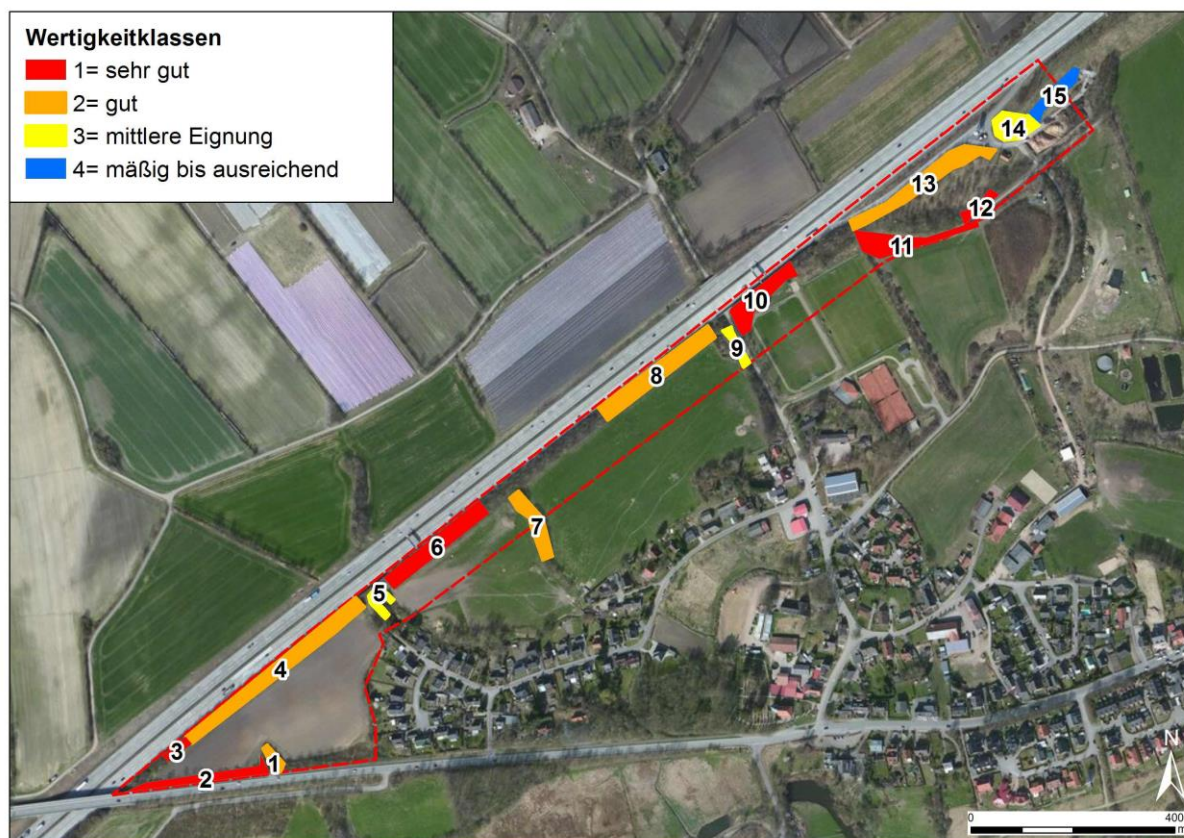 Wertigkeitklassen
1= sehr gut
2= gut
3= mittlere Eignung
4= mäßig bis ausreichend
15
14
13
12
11
10
9
8
7
6
5
4
3
1
2
N
0
400
m